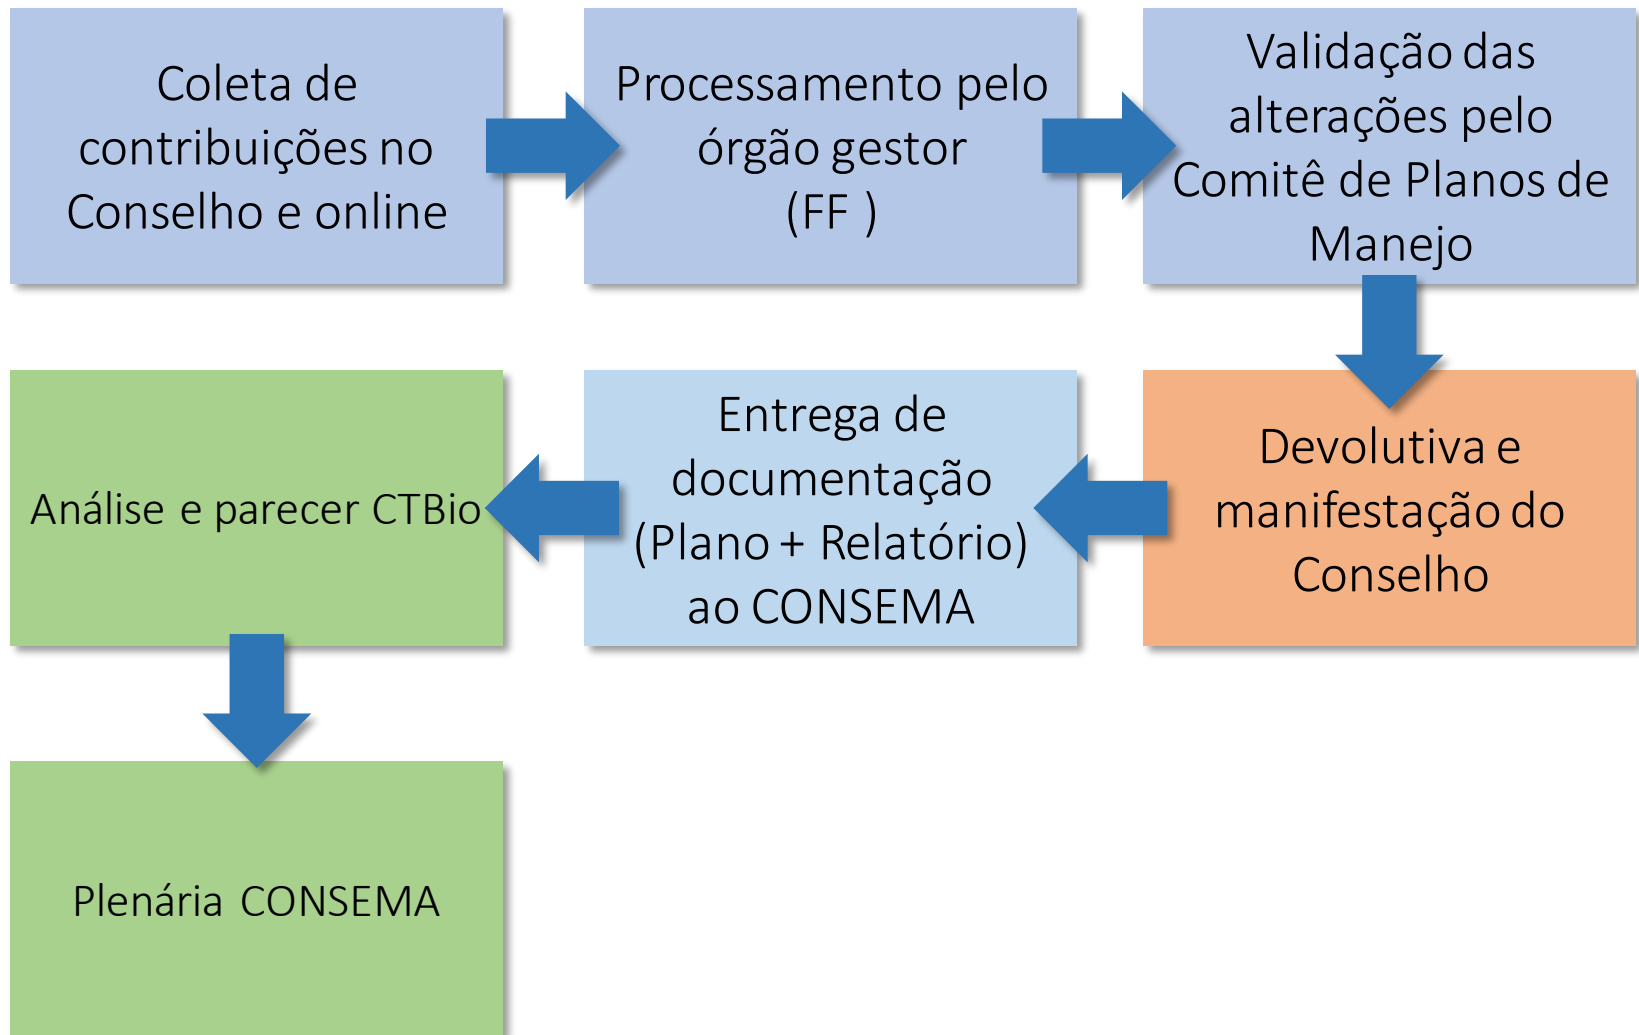 Coleta de
contribuições no
Conselho e online
Processamento pelo
órgão gestor
(FF )
Validação das
alterações pelo
Comitê de Planos de
Manejo
Devolutiva e
manifestação do
Conselho
Entrega de
documentação
(Plano + Relatório)
ao CONSEMA
Análise e parecer CTBio
Plenária CONSEMA